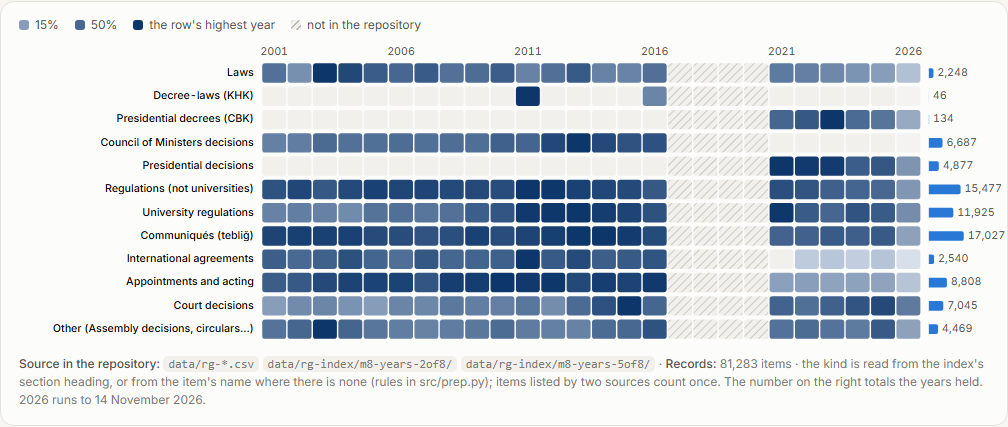 15% 50% the row's highest year not in the repository
2001 2006 2011 2016 2021 2026
Laws 2,248
Decree-laws (KHK) 46
Presidential decrees (CBK) 134
Council of Ministers decisions 6,687
Presidential decisions 4,877
Regulations (not universities) 15,477
University regulations 11,925
Communiqués (tebliğ) 17,027
International agreements 2,540
Appointments and acting 8,808
Court decisions 7,045
Other (Assembly decisions, circulars...) 4,469
Source in the repository: data/rg-*.csv data/rg-index/m8-years-2of8/ data/rg-index/m8-years-5of8/ · Records: 81,283 items · the kind is read from the index's
section heading, or from the item's name where there is none (rules in src/prep.py); items listed by two sources count once. The number on the right totals the years held.
2026 runs to 14 November 2026.